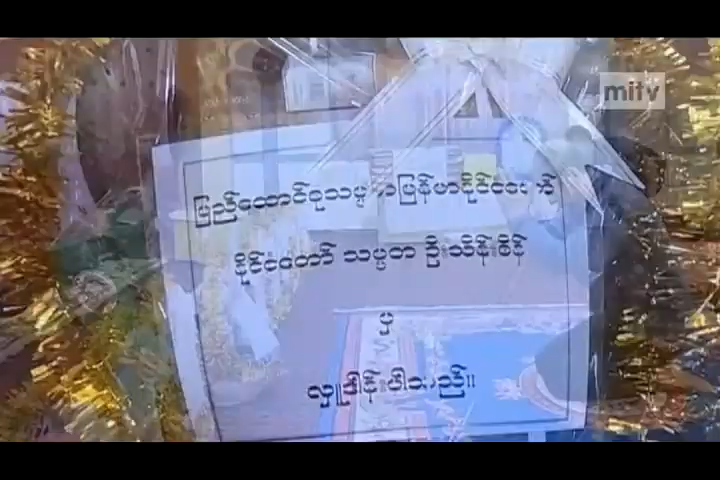 mitv
ပြည်ထောင်စုသမ္မတမြန်မာနိုင်ငံတော်
နိုင်ငံတော် သမ္မတ ဦးသိန်းစိန်
မှ
လှူဒါန်းပါသည်။